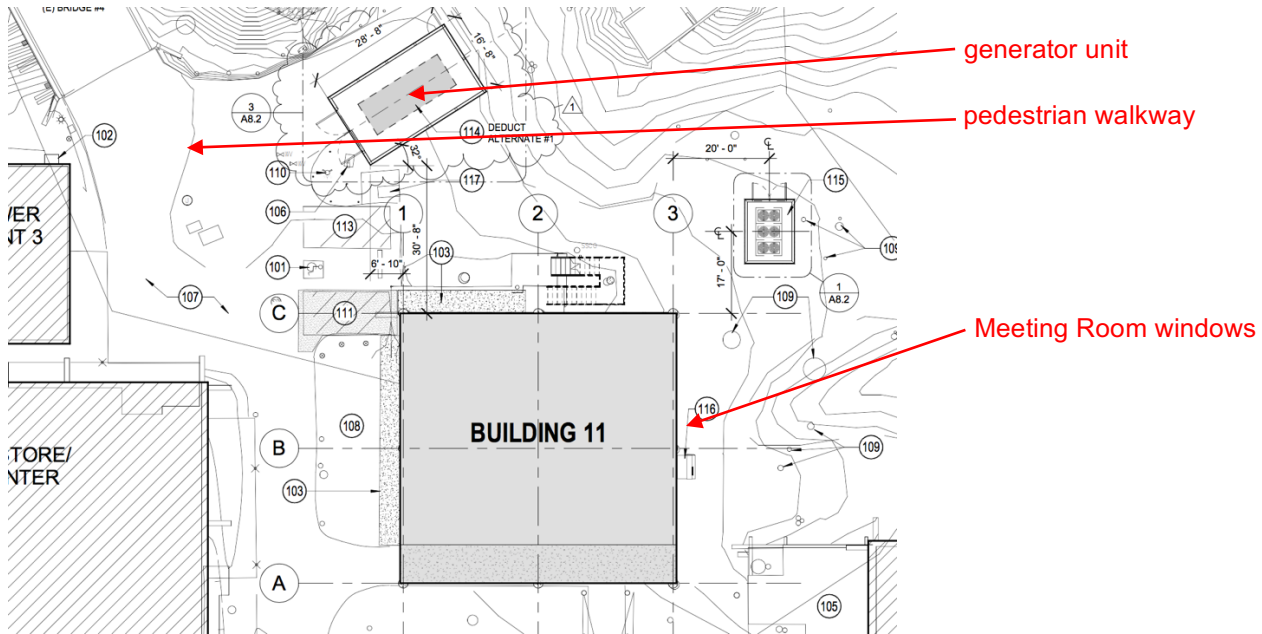 (E) BRIDGE #4
28' - 8"
16' - 8"
generator unit
3
A8.2
1
102
114
DEDUCT
ALTERNATE #1
pedestrian walkway
32"
20' - 0"
℄
110
117
115
WER
NT 3
106
113
1
2
3
30' - 8"
℄
109
101
6' - 10"
103
17' - 0"
107
1
A8.2
C
111
109
Meeting Room windows
116
108
BUILDING 11
B
109
STORE/
NTER
103
A
105